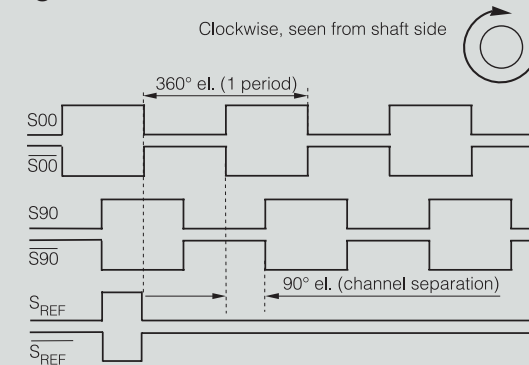 Clockwise, seen from shaft side
360° el. (1 period)
S00
S00
S90
S90
90° el. (channel separation)
SREF
SREF